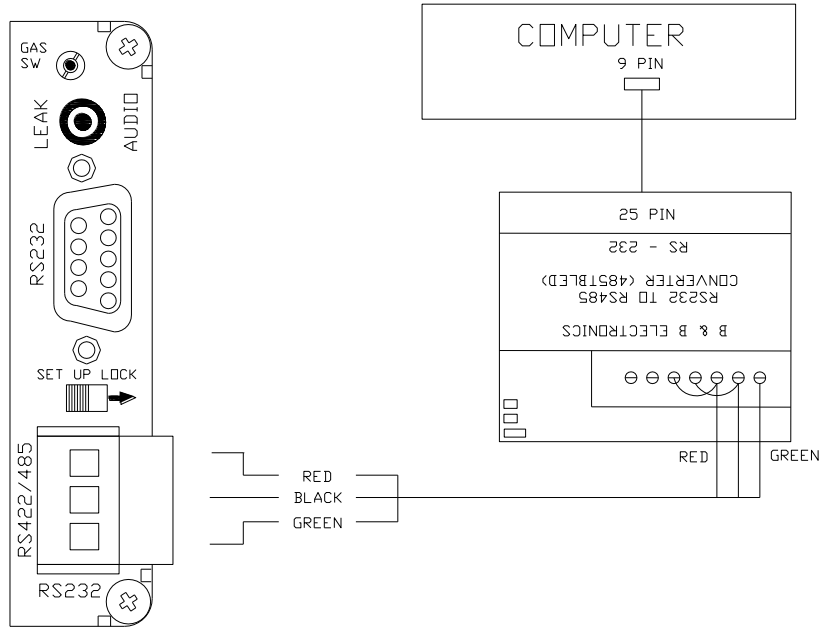 GAS
SW
LEAK
AUDIO
RS232
SET UP LOCK
RS422/485
RS232
COMPUTER
9 PIN
25 PIN
RS - 232
CONVERTER (485TBLED)
RS232 TO RS485
B & B ELECTRONICS
RED
GREEN
RED
BLACK
GREEN